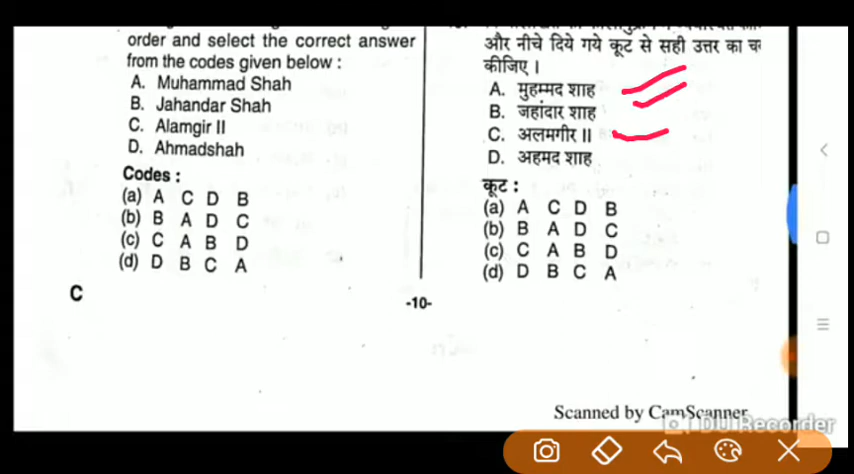 order and select the correct answer
from the codes given below :
A. Muhammad Shah
B. Jahandar Shah
C. Alamgir II
D. Ahmadshah
Codes :
(a) A C D B
(b) B A D C
(c) C A B D
(d) D B C A
C
और नीचे दिये गये कूट से सही उत्तर का
कीजिए ।
A. मुहम्मद शाह
B. जहांदार शाह
C. अलमगीर II
D. अहमद शाह
कूट :
(a) A C D B
(b) B A D C
(c) C A B D
(d) D B C A
-10-
Scanned by CamScanner
DU Recorder